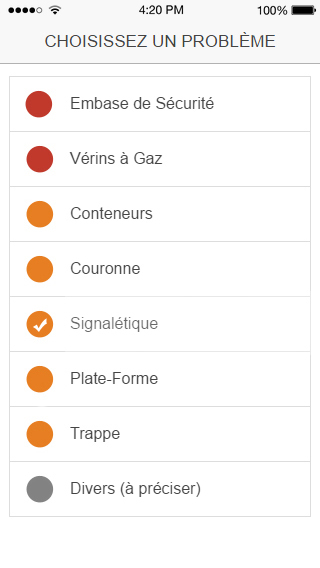 4:20 PM
100%
CHOISISSEZ UN PROBLÈME
Embase de Sécurité
Vérins à Gaz
Conteneurs
Couronne
Signalétique
Plate-Forme
Trappe
Divers (à préciser)